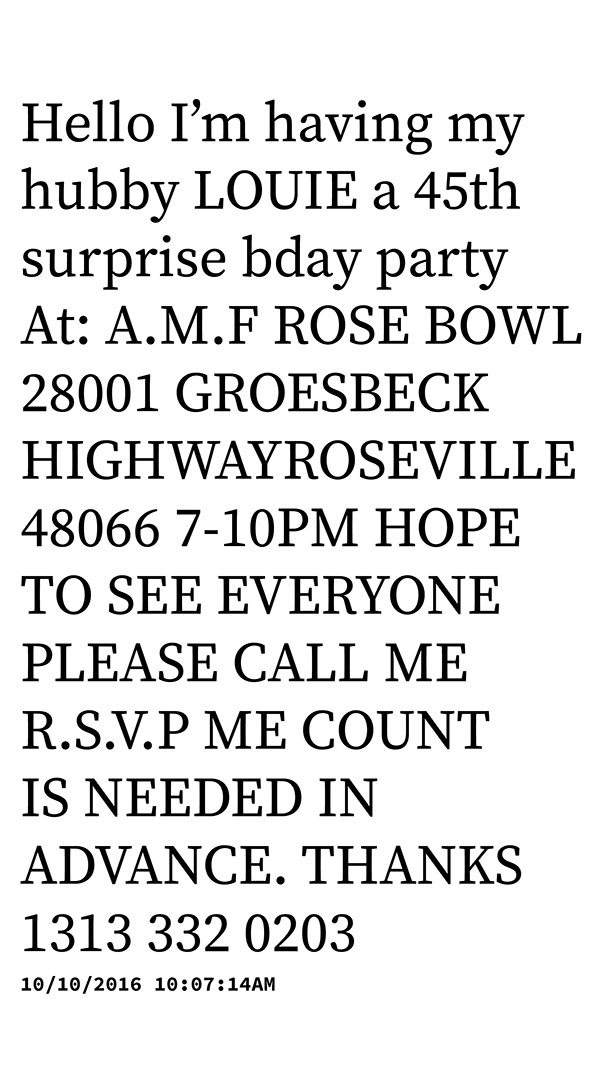 Hello I’m having my
hubby LOUIE a 45th
surprise bday party
At: A.M.F ROSE BOWL
28001 GROESBECK
HIGHWAYROSEVILLE
48066 7-10PM HOPE
TO SEE EVERYONE
PLEASE CALL ME
R.S.V.P ME COUNT
IS NEEDED IN
ADVANCE. THANKS
1313 332 0203
10/10/2016 10:07:14AM